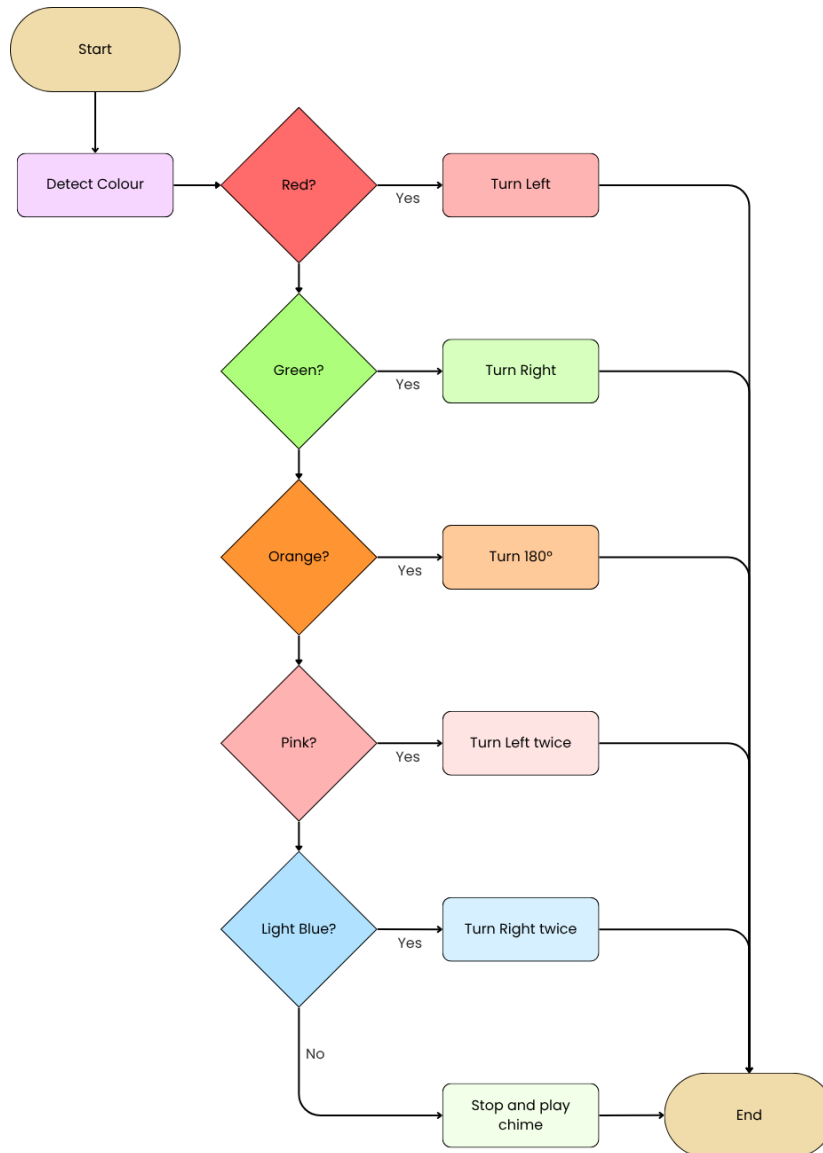 Start
Detect Colour
Red?
Yes
Turn Left
Green?
Yes
Turn Right
Orange?
Yes
Turn 180°
Pink?
Yes
Turn Left twice
Light Blue?
Yes
Turn Right twice
No
Stop and play
chime
End